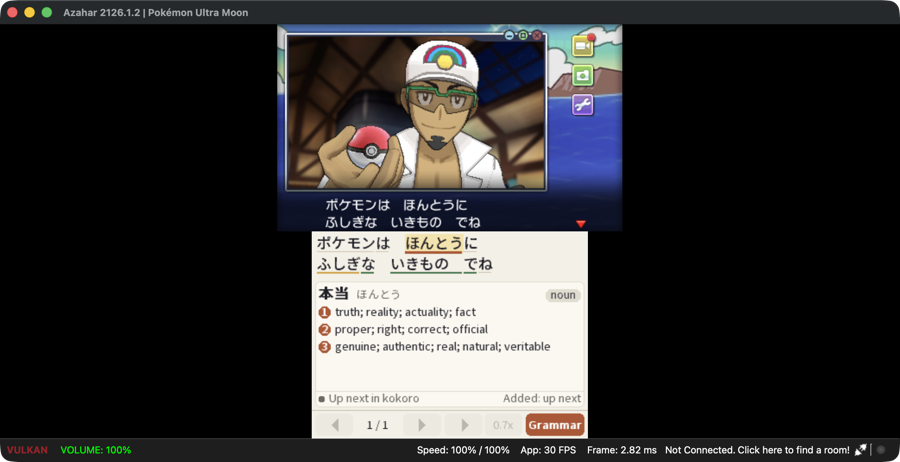 Azahar 2126.1.2 | Pokémon Ultra Moon
ポケモンは　ほんとうに
ふしぎな　いきもの　でね
ポケモンは　ほんとうに
ふしぎな　いきもの　でね
本当 ほんとう noun
1 truth; reality; actuality; fact
2 proper; right; correct; official
3 genuine; authentic; real; natural; veritable
Up next in kokoro Added: up next
1 / 1 0.7x Grammar
VULKAN VOLUME: 100% Speed: 100% / 100% App: 30 FPS Frame: 2.82 ms Not Connected. Click here to find a room!